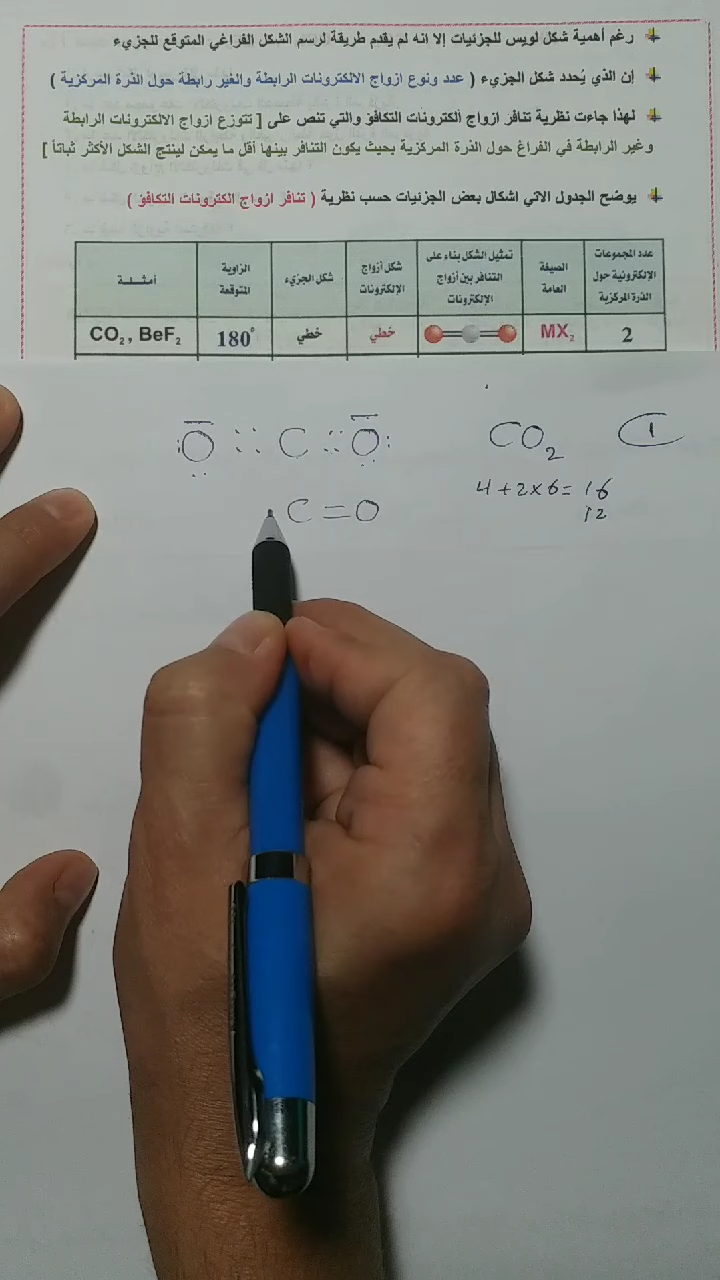 رغم أهمية شكل لويس للجزيئات إلا انه لم يقدم طريقة لرسم الشكل الفراغي المتوقع للجزيء
إن الذي يُحدد شكل الجزيء ( عدد ونوع ازواج الالكترونات الرابطة والغير رابطة حول الذرة المركزية )
لهذا جاءت نظرية تنافر ازواج ألكترونات التكافؤ والتي تنص على [ تتوزع ازواج الالكترونات الرابطة
وغير الرابطة في الفراغ حول الذرة المركزية بحيث يكون التنافر بينها أقل ما يمكن لينتج الشكل الأكثر ثباتاً ]
يوضح الجدول الاتي اشكال بعض الجزئيات حسب نظرية ( تنافر ازواج الكترونات التكافؤ )
عدد المجموعات الإلكترونية حول الذرة المركزية
الصيغة العامة
تمثيل الشكل بناء على التنافر بين أزواج الإلكترونات
شكل أزواج الإلكترونات
شكل الجزيء
الزاوية المتوقعة
أمثـــلـــة
2
MX₂
خطي
خطي
180°
CO₂ , BeF₂
1
CO₂
:O :: C :: O:
4 + 2 × 6 = 16
12
C = O